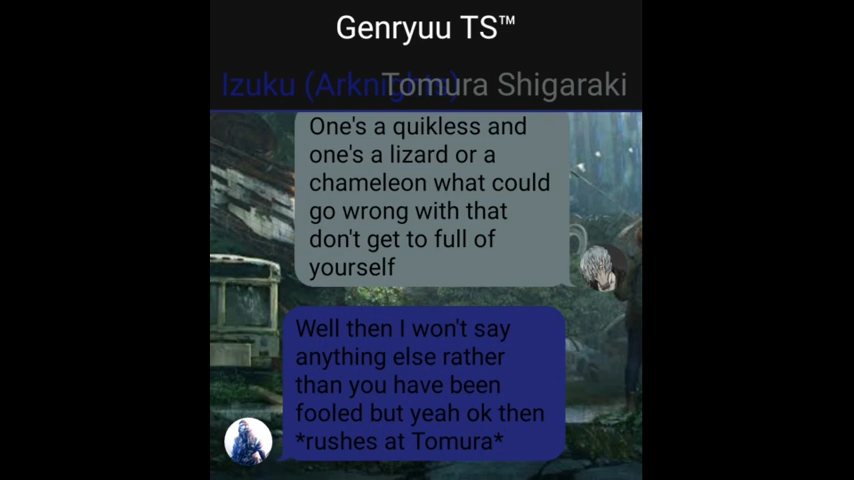 Genryuu TS™
Izuku (Arknights) Tomura Shigaraki
One's a quikless and
one's a lizard or a
chameleon what could
go wrong with that
don't get to full of
yourself
Well then I won't say
anything else rather
than you have been
fooled but yeah ok then
*rushes at Tomura*